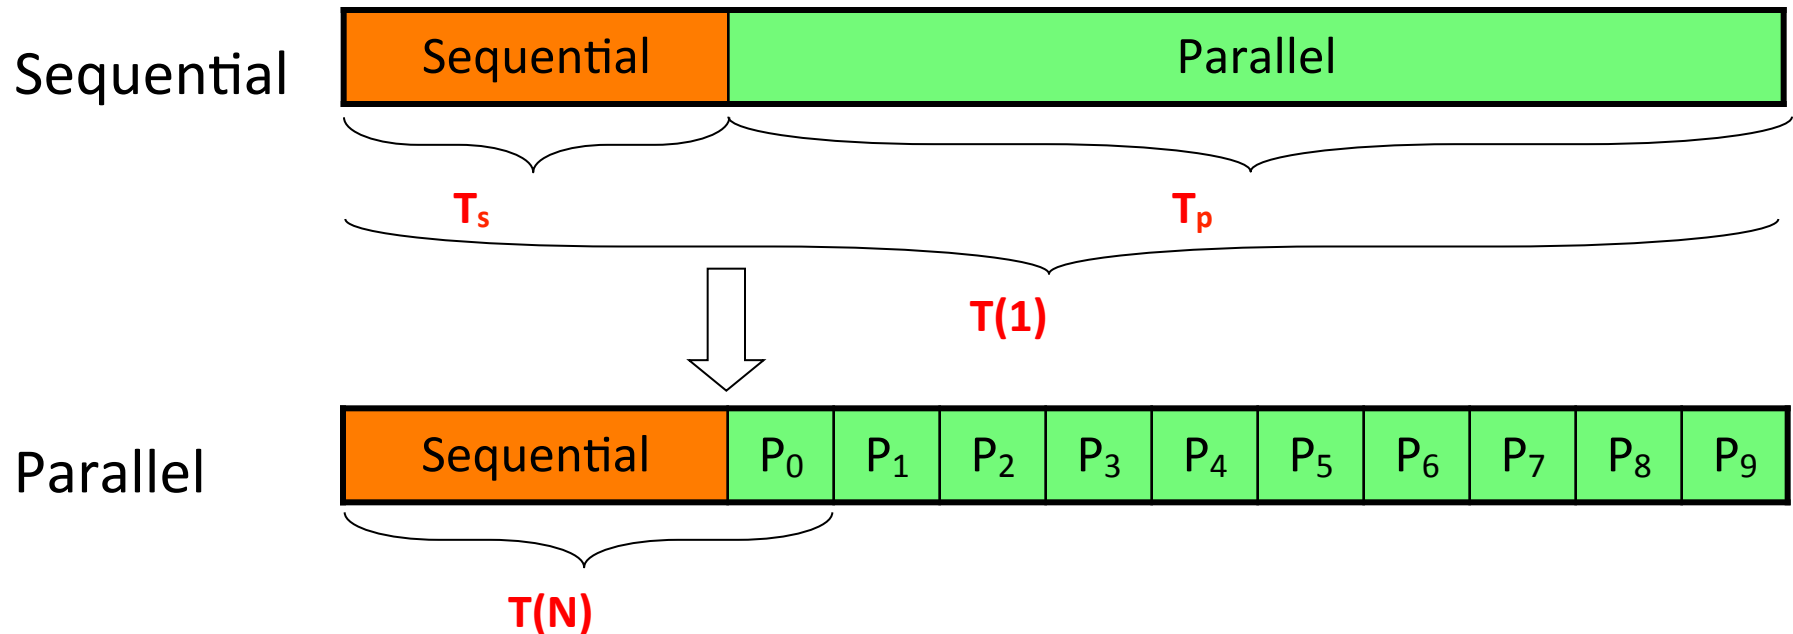 Sequential Sequential Parallel
Tₛ Tₚ
T(1)
Parallel Sequential P₀ P₁ P₂ P₃ P₄ P₅ P₆ P₇ P₈ P₉
T(N)